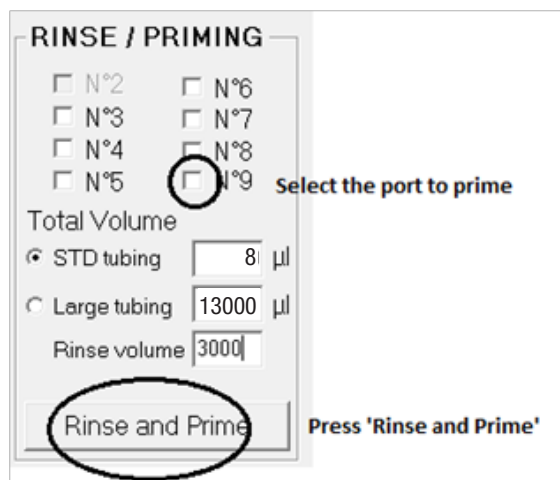 RINSE / PRIMING
N°2 N°6
N°3 N°7
N°4 N°8
N°5 N°9 Select the port to prime
Total Volume
STD tubing 8 µl
Large tubing 13000 µl
Rinse volume 3000
Rinse and Prime Press 'Rinse and Prime'